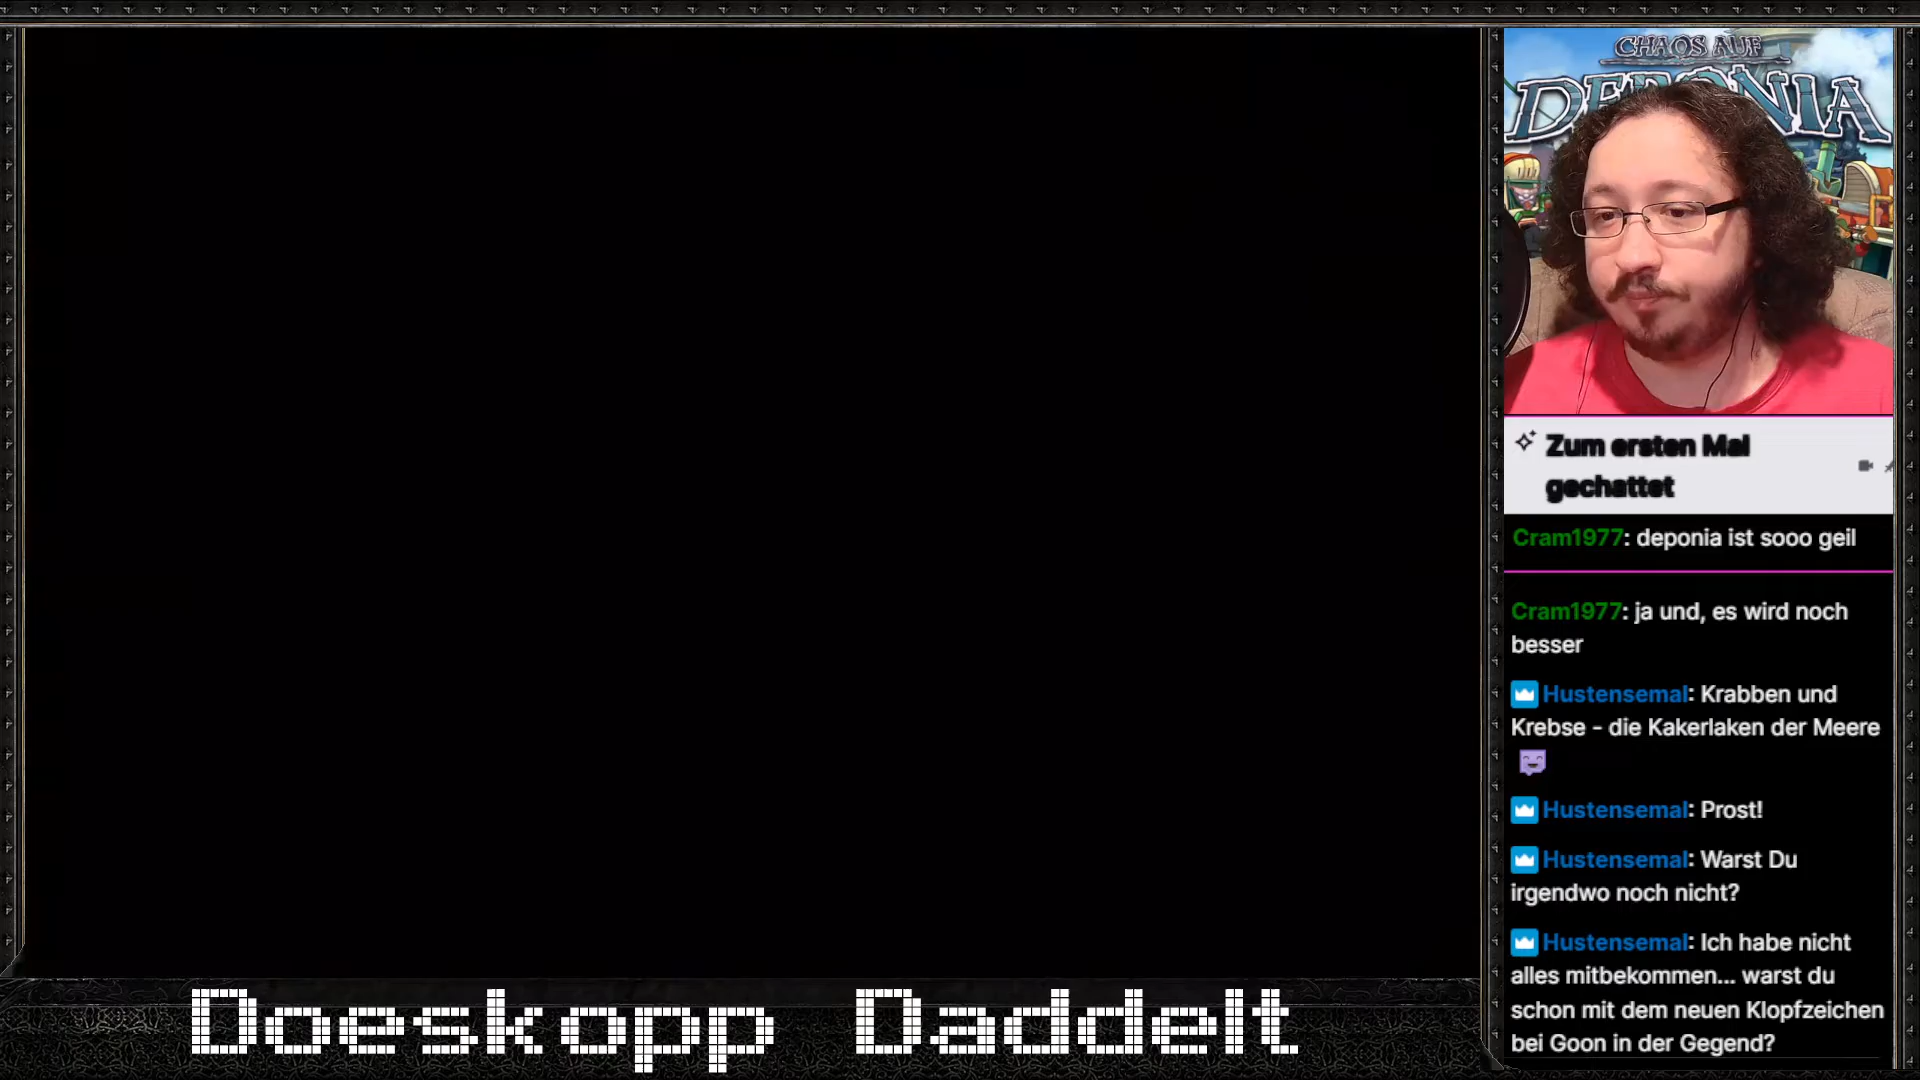 CHAOS AUF
DEPONIA
Zum ersten Mal
gechattet
Cram1977: deponia ist sooo geil
Cram1977: ja und, es wird noch
besser
Hustensemal: Krabben und
Krebse - die Kakerlaken der Meere
Hustensemal: Prost!
Hustensemal: Warst Du
irgendwo noch nicht?
Hustensemal: Ich habe nicht
alles mitbekommen... warst du
schon mit dem neuen Klopfzeichen
bei Goon in der Gegend?
Doeskopp Daddelt